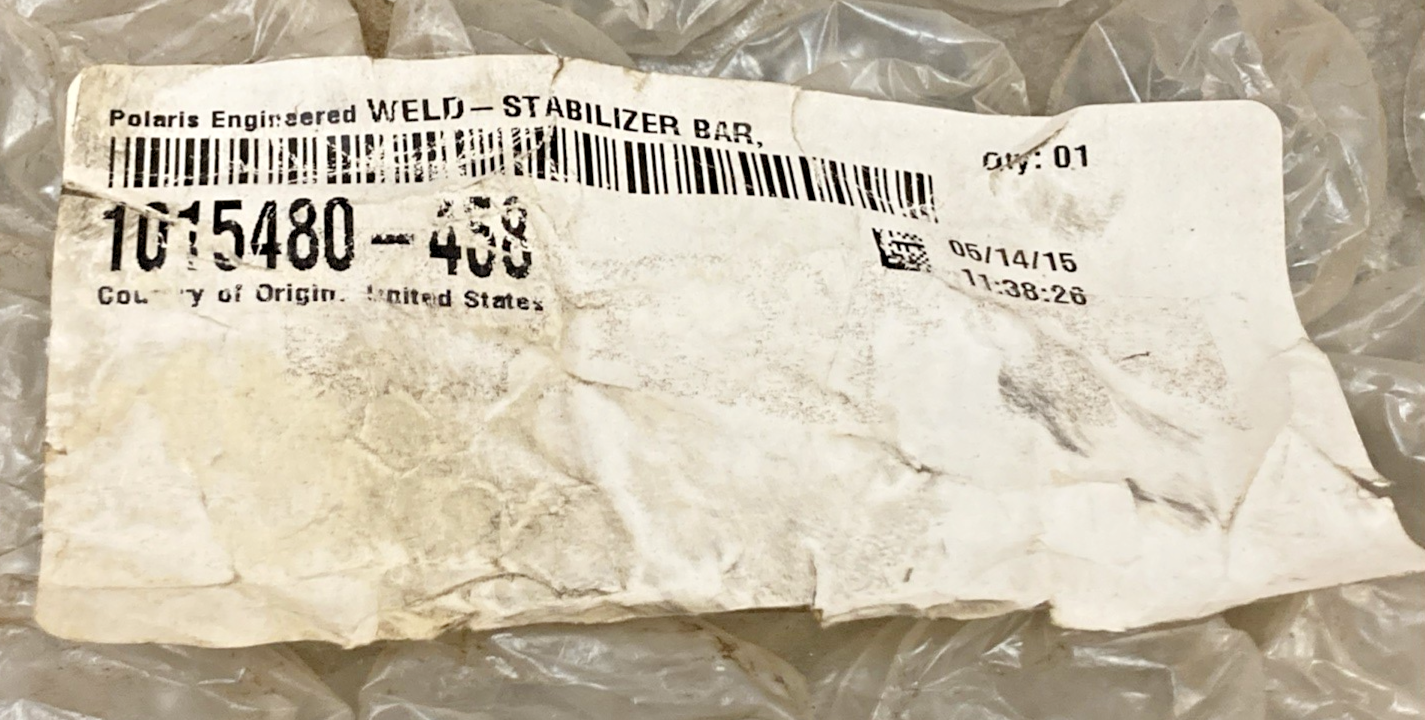 Polaris Engineered WELD - STABILIZER BAR,
Qty: 01
1015480 - 458
05/14/15
11:38:26
Country of Origin: United States